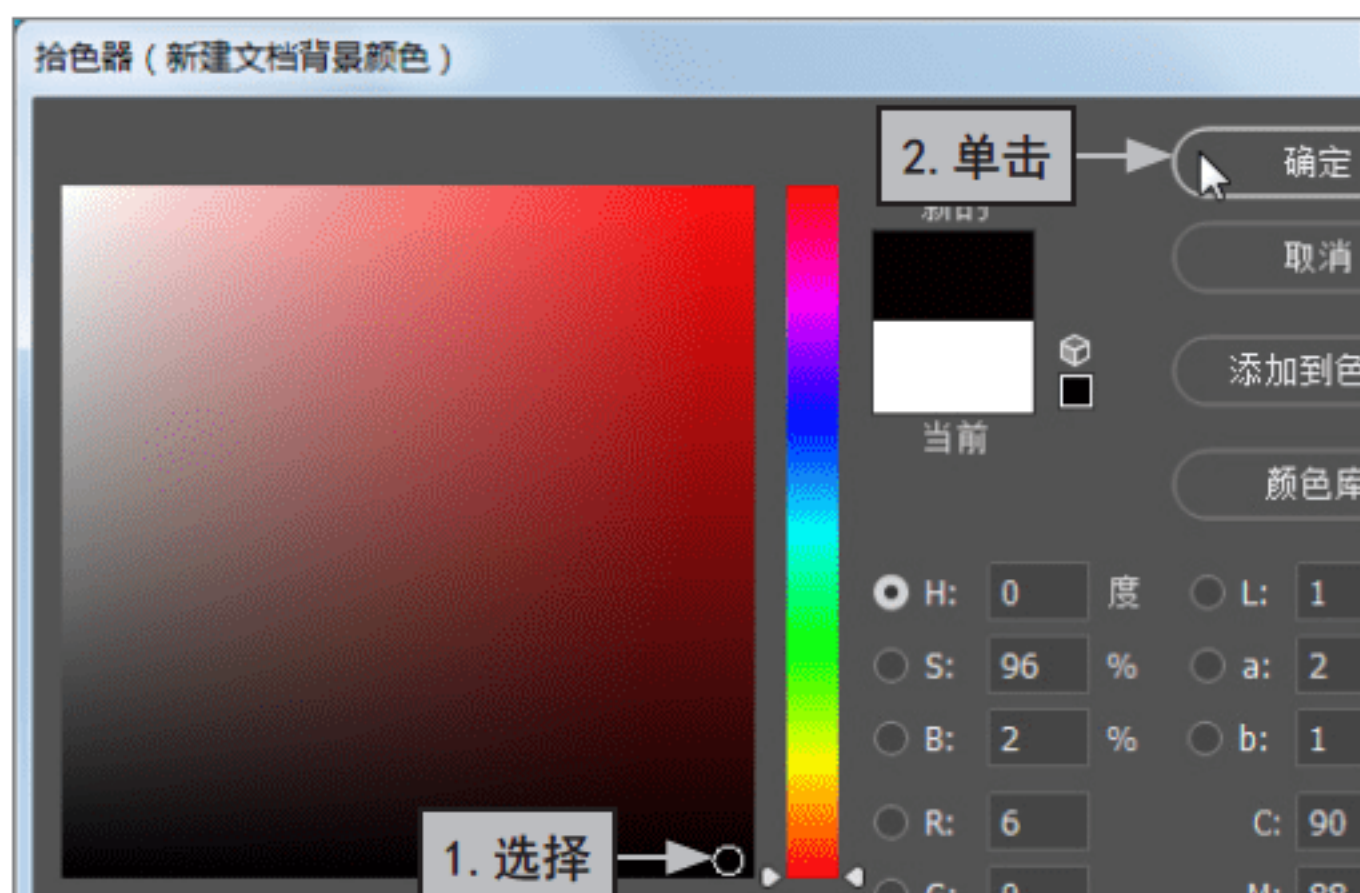 拾色器（新建文档背景颜色）
2. 单击
确定
取消
添加到色
当前
颜色库
H: 0 度 L: 1
S: 96 % a: 2
B: 2 % b: 1
R: 6 C: 90
1. 选择